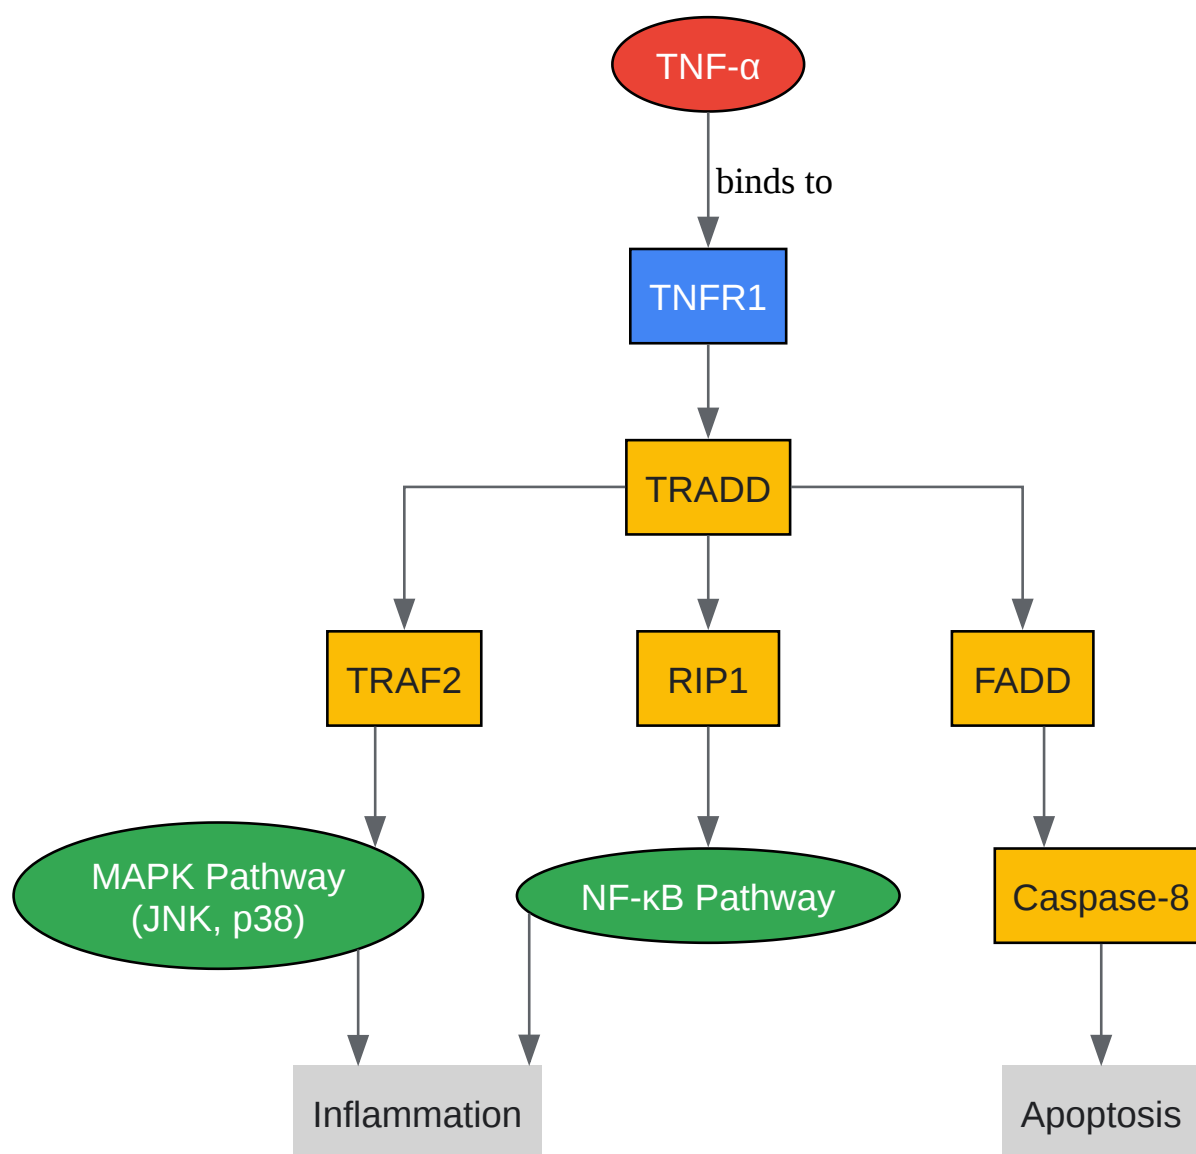 TNF-α
binds to
TNFR1
TRADD
TRAF2
RIP1
FADD
MAPK Pathway
(JNK, p38)
NF-κB Pathway
Caspase-8
Inflammation
Apoptosis